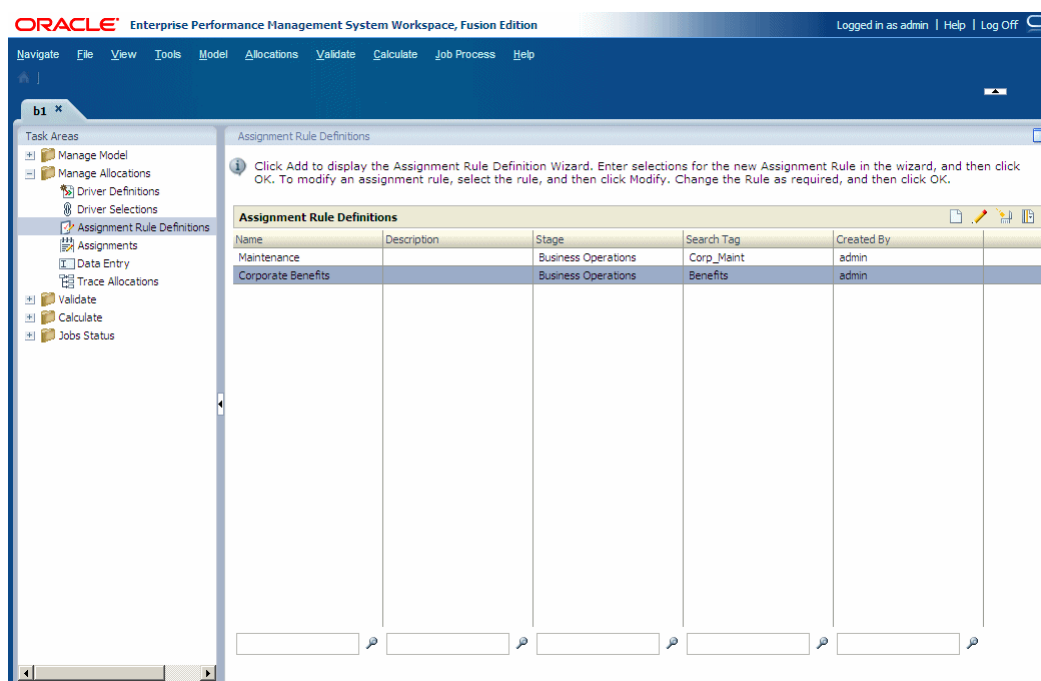 ORACLE Enterprise Performance Management System Workspace, Fusion Edition
Logged in as admin | Help | Log Off
Navigate File View Tools Model Allocations Validate Calculate Job Process Help
b1
Task Areas
Manage Model
Manage Allocations
Driver Definitions
Driver Selections
Assignment Rule Definitions
Assignments
Data Entry
Trace Allocations
Validate
Calculate
Jobs Status
Assignment Rule Definitions
Click Add to display the Assignment Rule Definition Wizard. Enter selections for the new Assignment Rule in the wizard, and then click
OK. To modify an assignment rule, select the rule, and then click Modify. Change the Rule as required, and then click OK.
Assignment Rule Definitions
Name Description Stage Search Tag Created By
Maintenance Business Operations Corp_Maint admin
Corporate Benefits Business Operations Benefits admin